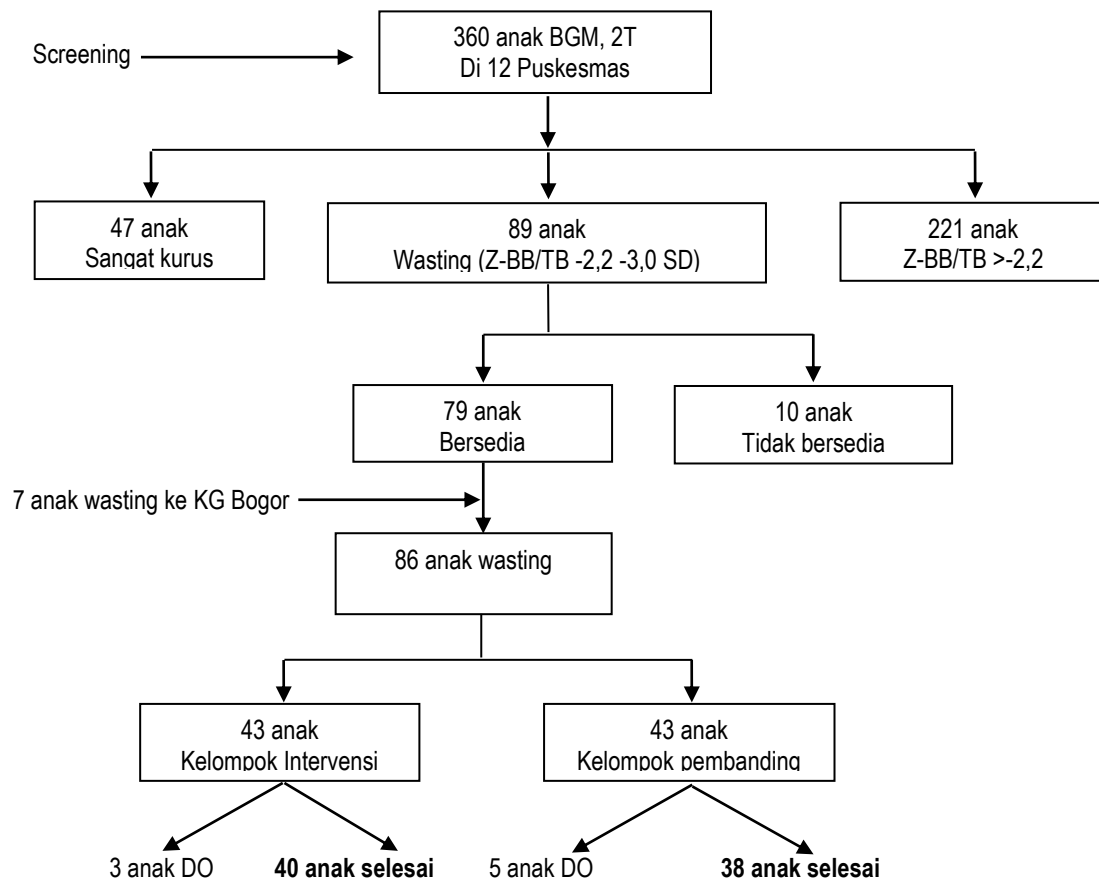 360 anak BGM, 2T
Di 12 Puskesmas
Screening
47 anak
Sangat kurus
89 anak
Wasting (Z-BB/TB -2,2 -3,0 SD)
221 anak
Z-BB/TB >-2,2
79 anak
Bersedia
10 anak
Tidak bersedia
7 anak wasting ke KG Bogor
86 anak wasting
43 anak
Kelompok Intervensi
43 anak
Kelompok pembanding
3 anak DO
40 anak selesai
5 anak DO
38 anak selesai